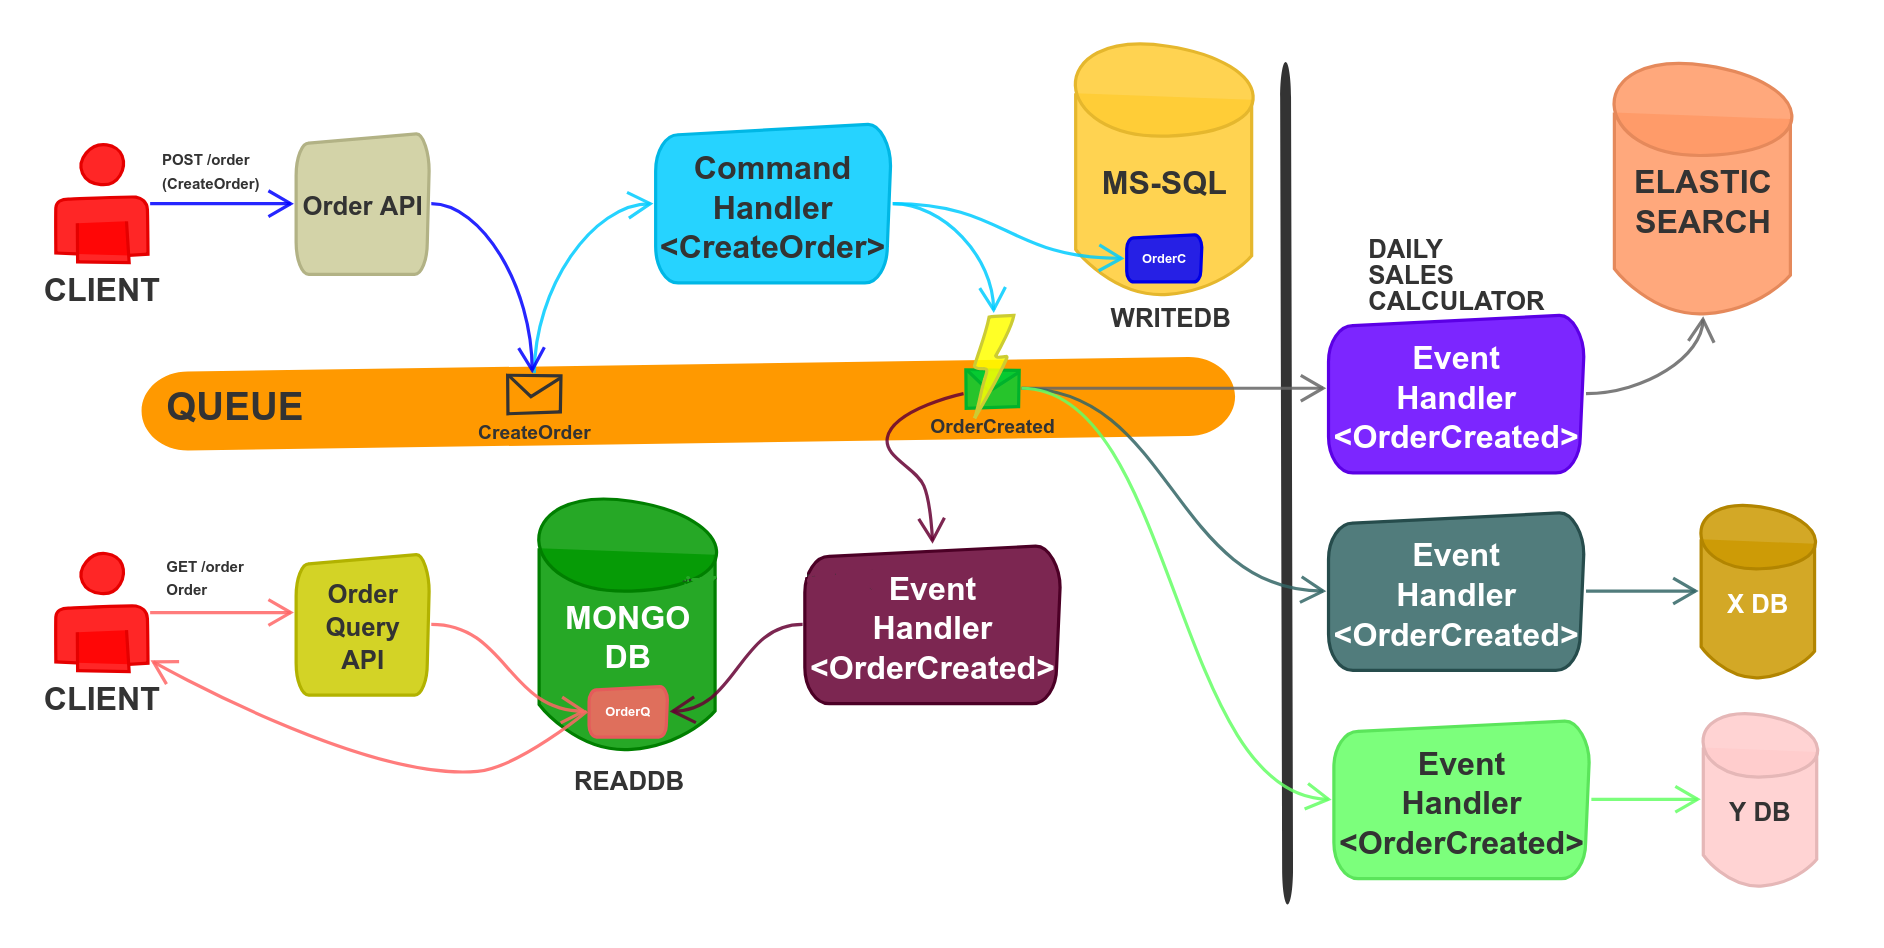 POST /order
(CreateOrder)
CLIENT
Order API
Command
Handler
<CreateOrder>
MS-SQL
OrderC
WRITEDB
DAILY
SALES
CALCULATOR
ELASTIC
SEARCH
QUEUE
CreateOrder
OrderCreated
Event
Handler
<OrderCreated>
GET /order
Order
CLIENT
Order
Query
API
MONGO
DB
OrderQ
READDB
Event
Handler
<OrderCreated>
Event
Handler
<OrderCreated>
X DB
Event
Handler
<OrderCreated>
Y DB